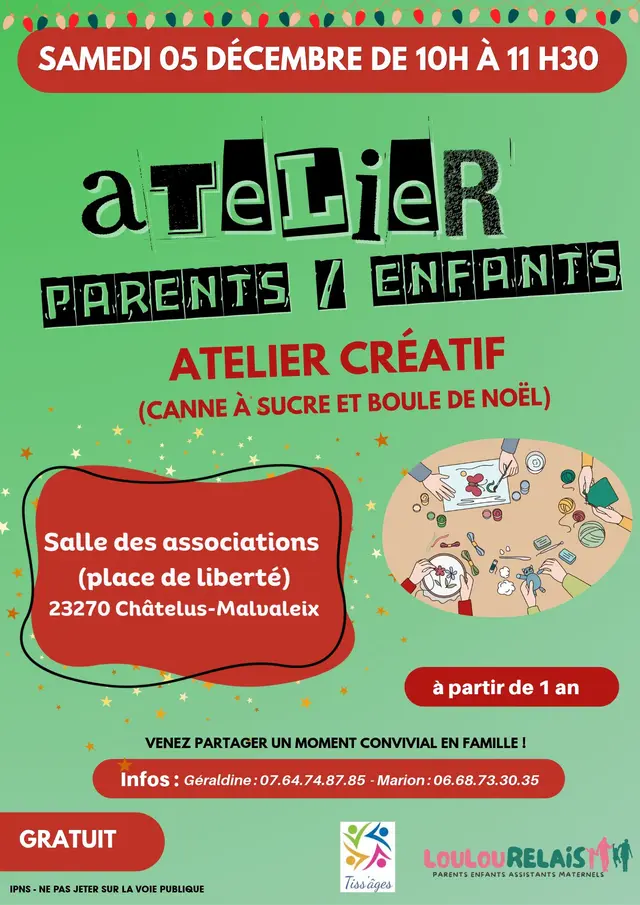 SAMEDI 05 DÉCEMBRE DE 10H À 11 H30
aTeLieR
PARENTS / ENFANTS
ATELIER CRÉATIF
(CANNE À SUCRE ET BOULE DE NOËL)
Salle des associations
(place de liberté)
23270 Châtelus-Malvaleix
à partir de 1 an
VENEZ PARTAGER UN MOMENT CONVIVIAL EN FAMILLE !
Infos : Géraldine : 07.64.74.87.85 - Marion : 06.68.73.30.35
GRATUIT
Tiss'âges
LOULOURELAiS
PARENTS ENFANTS ASSISTANTS MATERNELS
IPNS - NE PAS JETER SUR LA VOIE PUBLIQUE